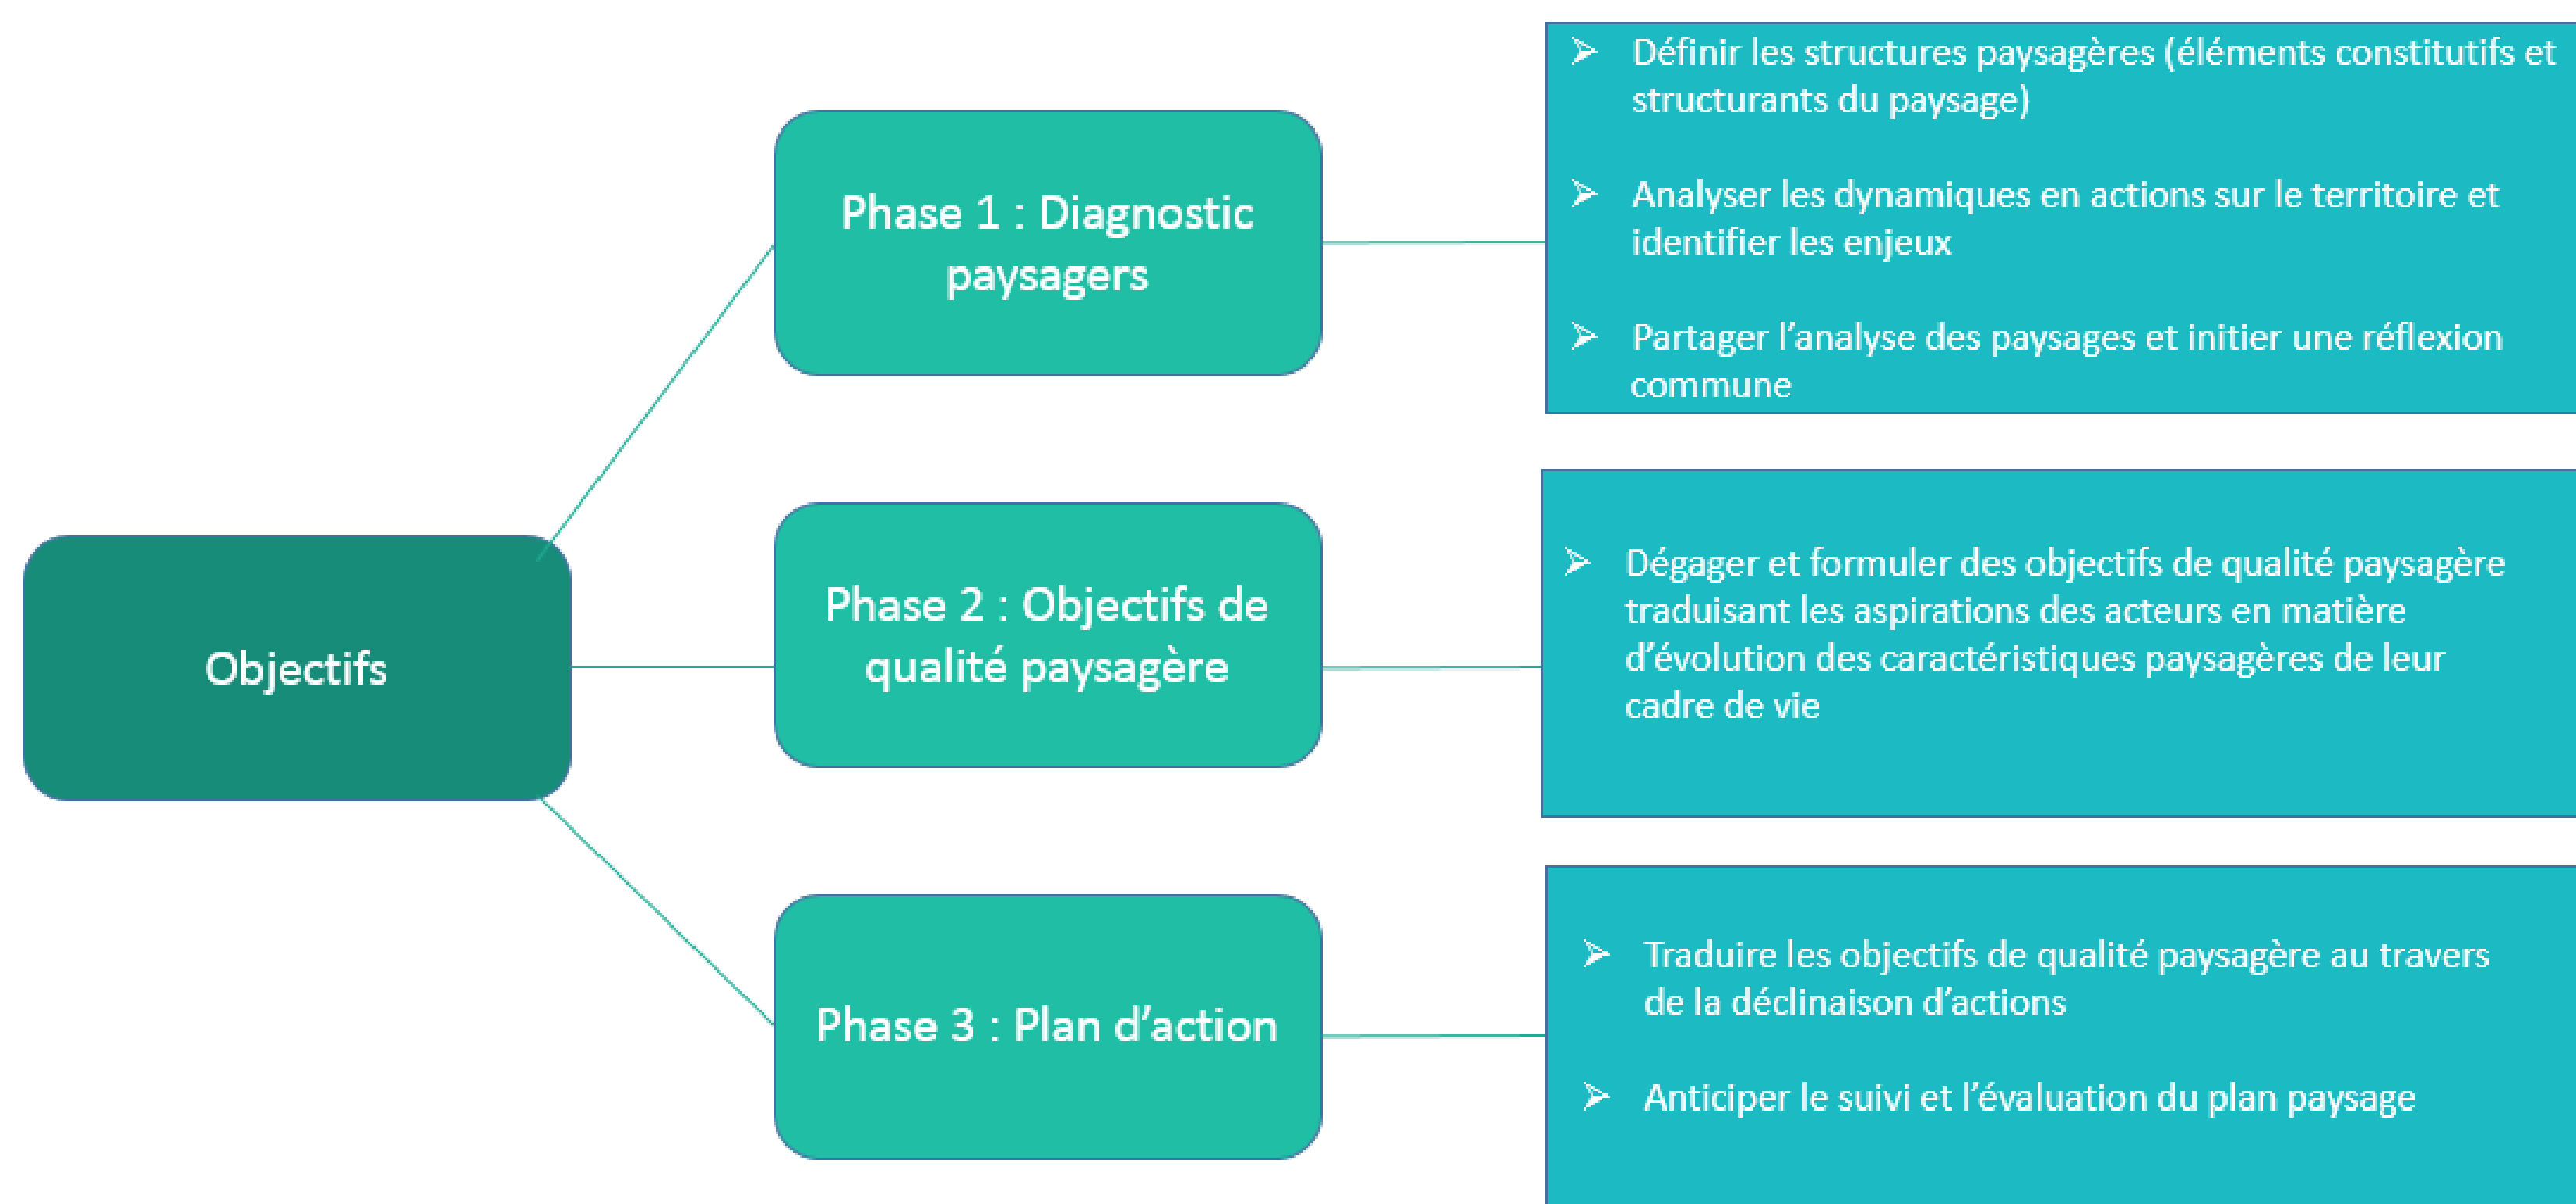 Objectifs
Phase 1 : Diagnostic
paysagers
➢ Définir les structures paysagères (éléments constitutifs et
structurants du paysage)
➢ Analyser les dynamiques en actions sur le territoire et
identifier les enjeux
➢ Partager l’analyse des paysages et initier une réflexion
commune
Phase 2 : Objectifs de
qualité paysagère
➢ Dégager et formuler des objectifs de qualité paysagère
traduisant les aspirations des acteurs en matière
d’évolution des caractéristiques paysagères de leur
cadre de vie
Phase 3 : Plan d’action
➢ Traduire les objectifs de qualité paysagère au travers
de la déclinaison d’actions
➢ Anticiper le suivi et l’évaluation du plan paysage